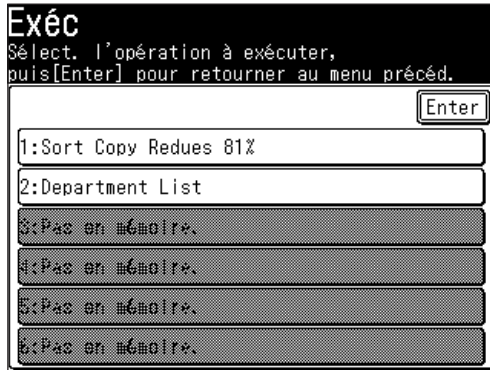 Exéc
Sélect. l'opération à exécuter,
puis[Enter] pour retourner au menu précéd.
Enter
1:Sort Copy Redues 81%
2:Department List
3:Pas en mémoire.
4:Pas en mémoire.
5:Pas en mémoire.
6:Pas en mémoire.